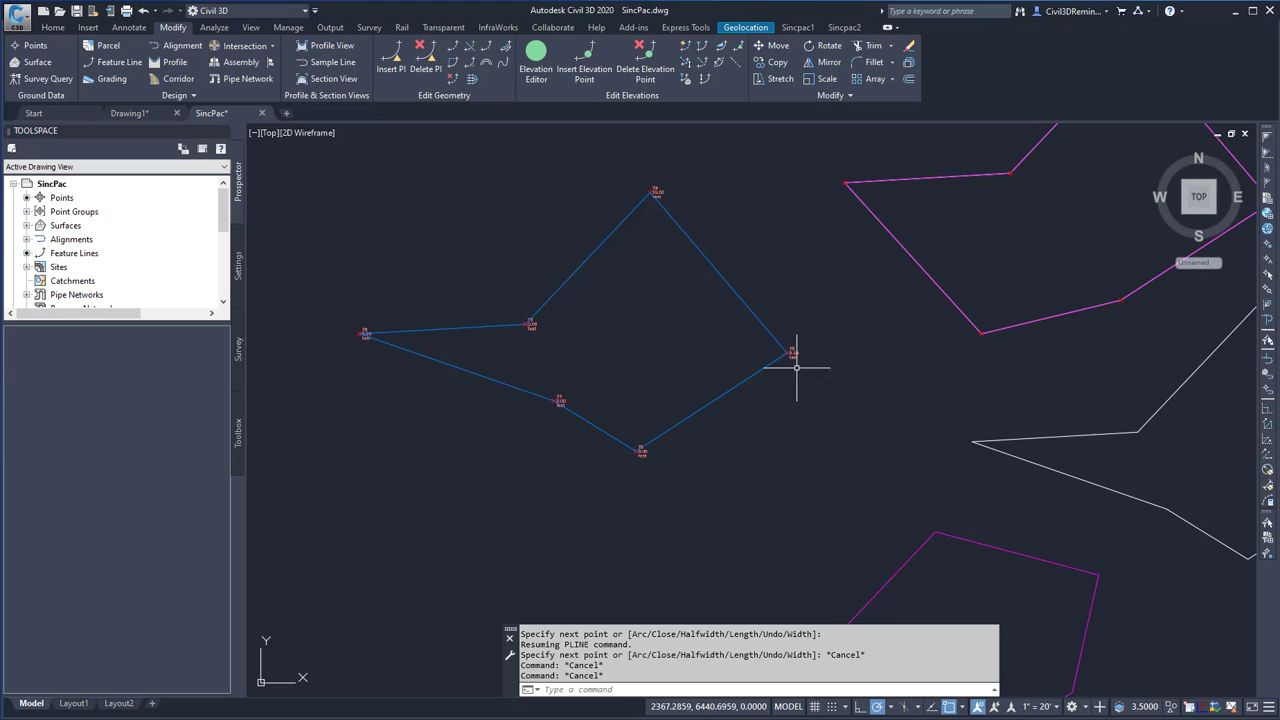 Civil 3D
Autodesk Civil 3D 2020 SincPac.dwg
Type a keyword or phrase
Civil3DRemin...
Home Insert Annotate Modify Analyze View Manage Output Survey Rail Transparent InfraWorks Collaborate Help Add-ins Express Tools Geolocation Sincpac1 Sincpac2
Points Parcel Alignment Intersection Profile View Move Rotate Trim
Surface Feature Line Profile Assembly Sample Line Insert PI Delete PI Elevation Editor Insert Elevation Point Delete Elevation Point Copy Mirror Fillet
Survey Query Grading Corridor Pipe Network Section View Stretch Scale Array
Ground Data Design Profile & Section Views Edit Geometry Edit Elevations Modify
Start Drawing1* SincPac*
TOOLSPACE
[−][Top][2D Wireframe]
Active Drawing View
SincPac
Points
Point Groups
Surfaces
Alignments
Feature Lines
Sites
Catchments
Pipe Networks
Prospector
Settings
Survey
Toolbox
N
W TOP E
S
Unnamed
Y
X
Specify next point or [Arc/Close/Halfwidth/Length/Undo/Width]:
Resuming PLINE command.
Specify next point or [Arc/Close/Halfwidth/Length/Undo/Width]: *Cancel*
Command: *Cancel*
Command: *Cancel*
Type a command
Model Layout1 Layout2 2367.2859, 6440.6959, 0.0000 MODEL 1" = 20' 3.5000